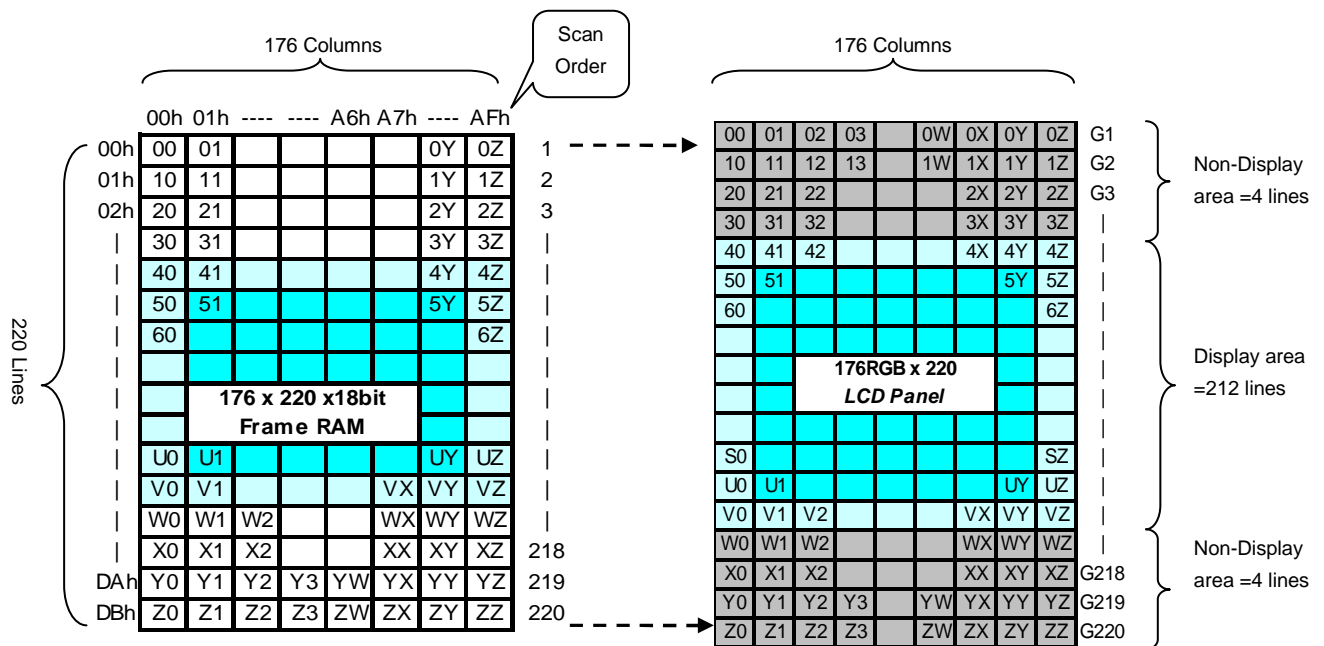 Scan
Order
176 Columns
176 Columns
00h 01h ---- ---- A6h A7h ---- AFh
00h 00 01 0Y 0Z 1
01h 10 11 1Y 1Z 2
02h 20 21 2Y 2Z 3
30 31 3Y 3Z
40 41 4Y 4Z
50 51 5Y 5Z
60 6Z
176 x 220 x18bit
Frame RAM
U0 U1 UY UZ
V0 V1 VX VY VZ
W0 W1 W2 WX WY WZ
X0 X1 X2 XX XY XZ 218
DAh Y0 Y1 Y2 Y3 YW YX YY YZ 219
DBh Z0 Z1 Z2 Z3 ZW ZX ZY ZZ 220
220 Lines
00 01 02 03 0W 0X 0Y 0Z G1
10 11 12 13 1W 1X 1Y 1Z G2
20 21 22 2X 2Y 2Z G3
30 31 32 3X 3Y 3Z
40 41 42 4X 4Y 4Z
50 51 5Y 5Z
60 6Z
176RGB x 220
LCD Panel
S0 SZ
U0 U1 UY UZ
V0 V1 V2 VX VY VZ
W0 W1 W2 WX WY WZ
X0 X1 X2 XX XY XZ G218
Y0 Y1 Y2 Y3 YW YX YY YZ G219
Z0 Z1 Z2 Z3 ZW ZX ZY ZZ G220
Non-Display
area =4 lines
Display area
=212 lines
Non-Display
area =4 lines